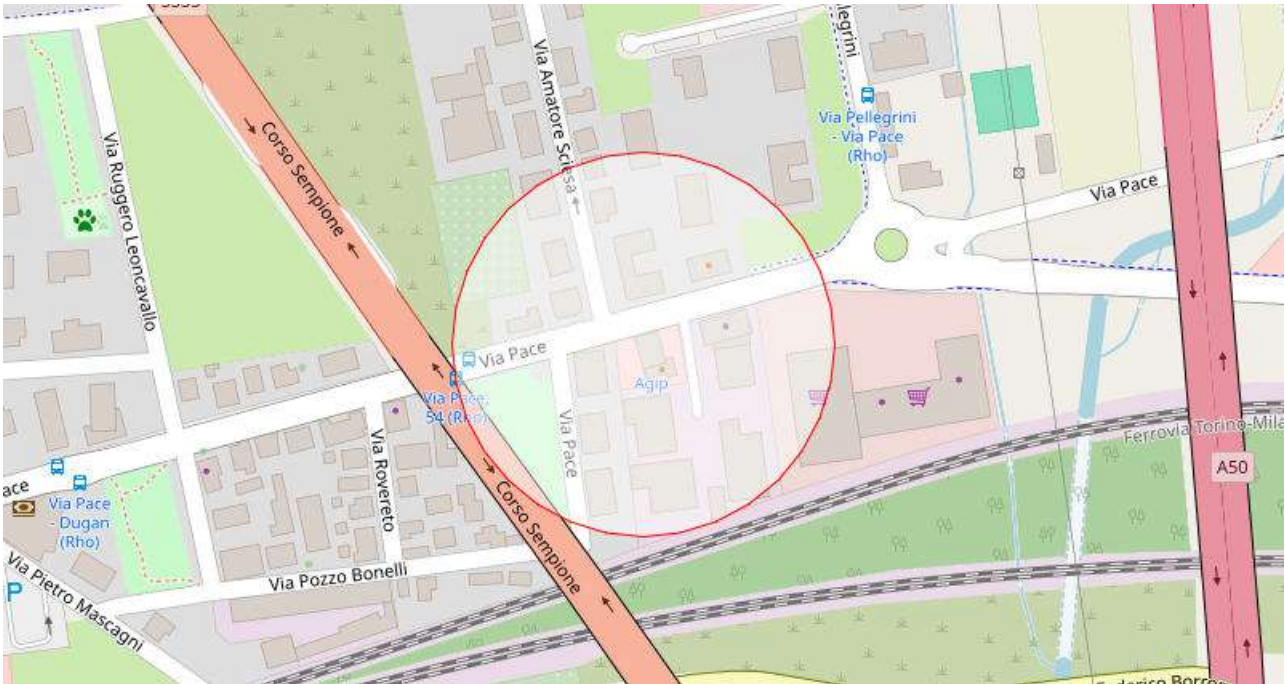 Via Ruggero Leoncavallo
Corso Sempione
Via Amatore Sciesa
Via Pellegrini
- Via Pace
(Rho)
Via Pace
Via Pace
Via Pace,
54 (Rho)
Agip
Via Pace
Via Rovereto
Via Pace
- Dugan
(Rho)
Corso Sempione
Via Pozzo Bonelli
Via Pietro Mascagni
P
Ferrovia Torino-Mila
A50